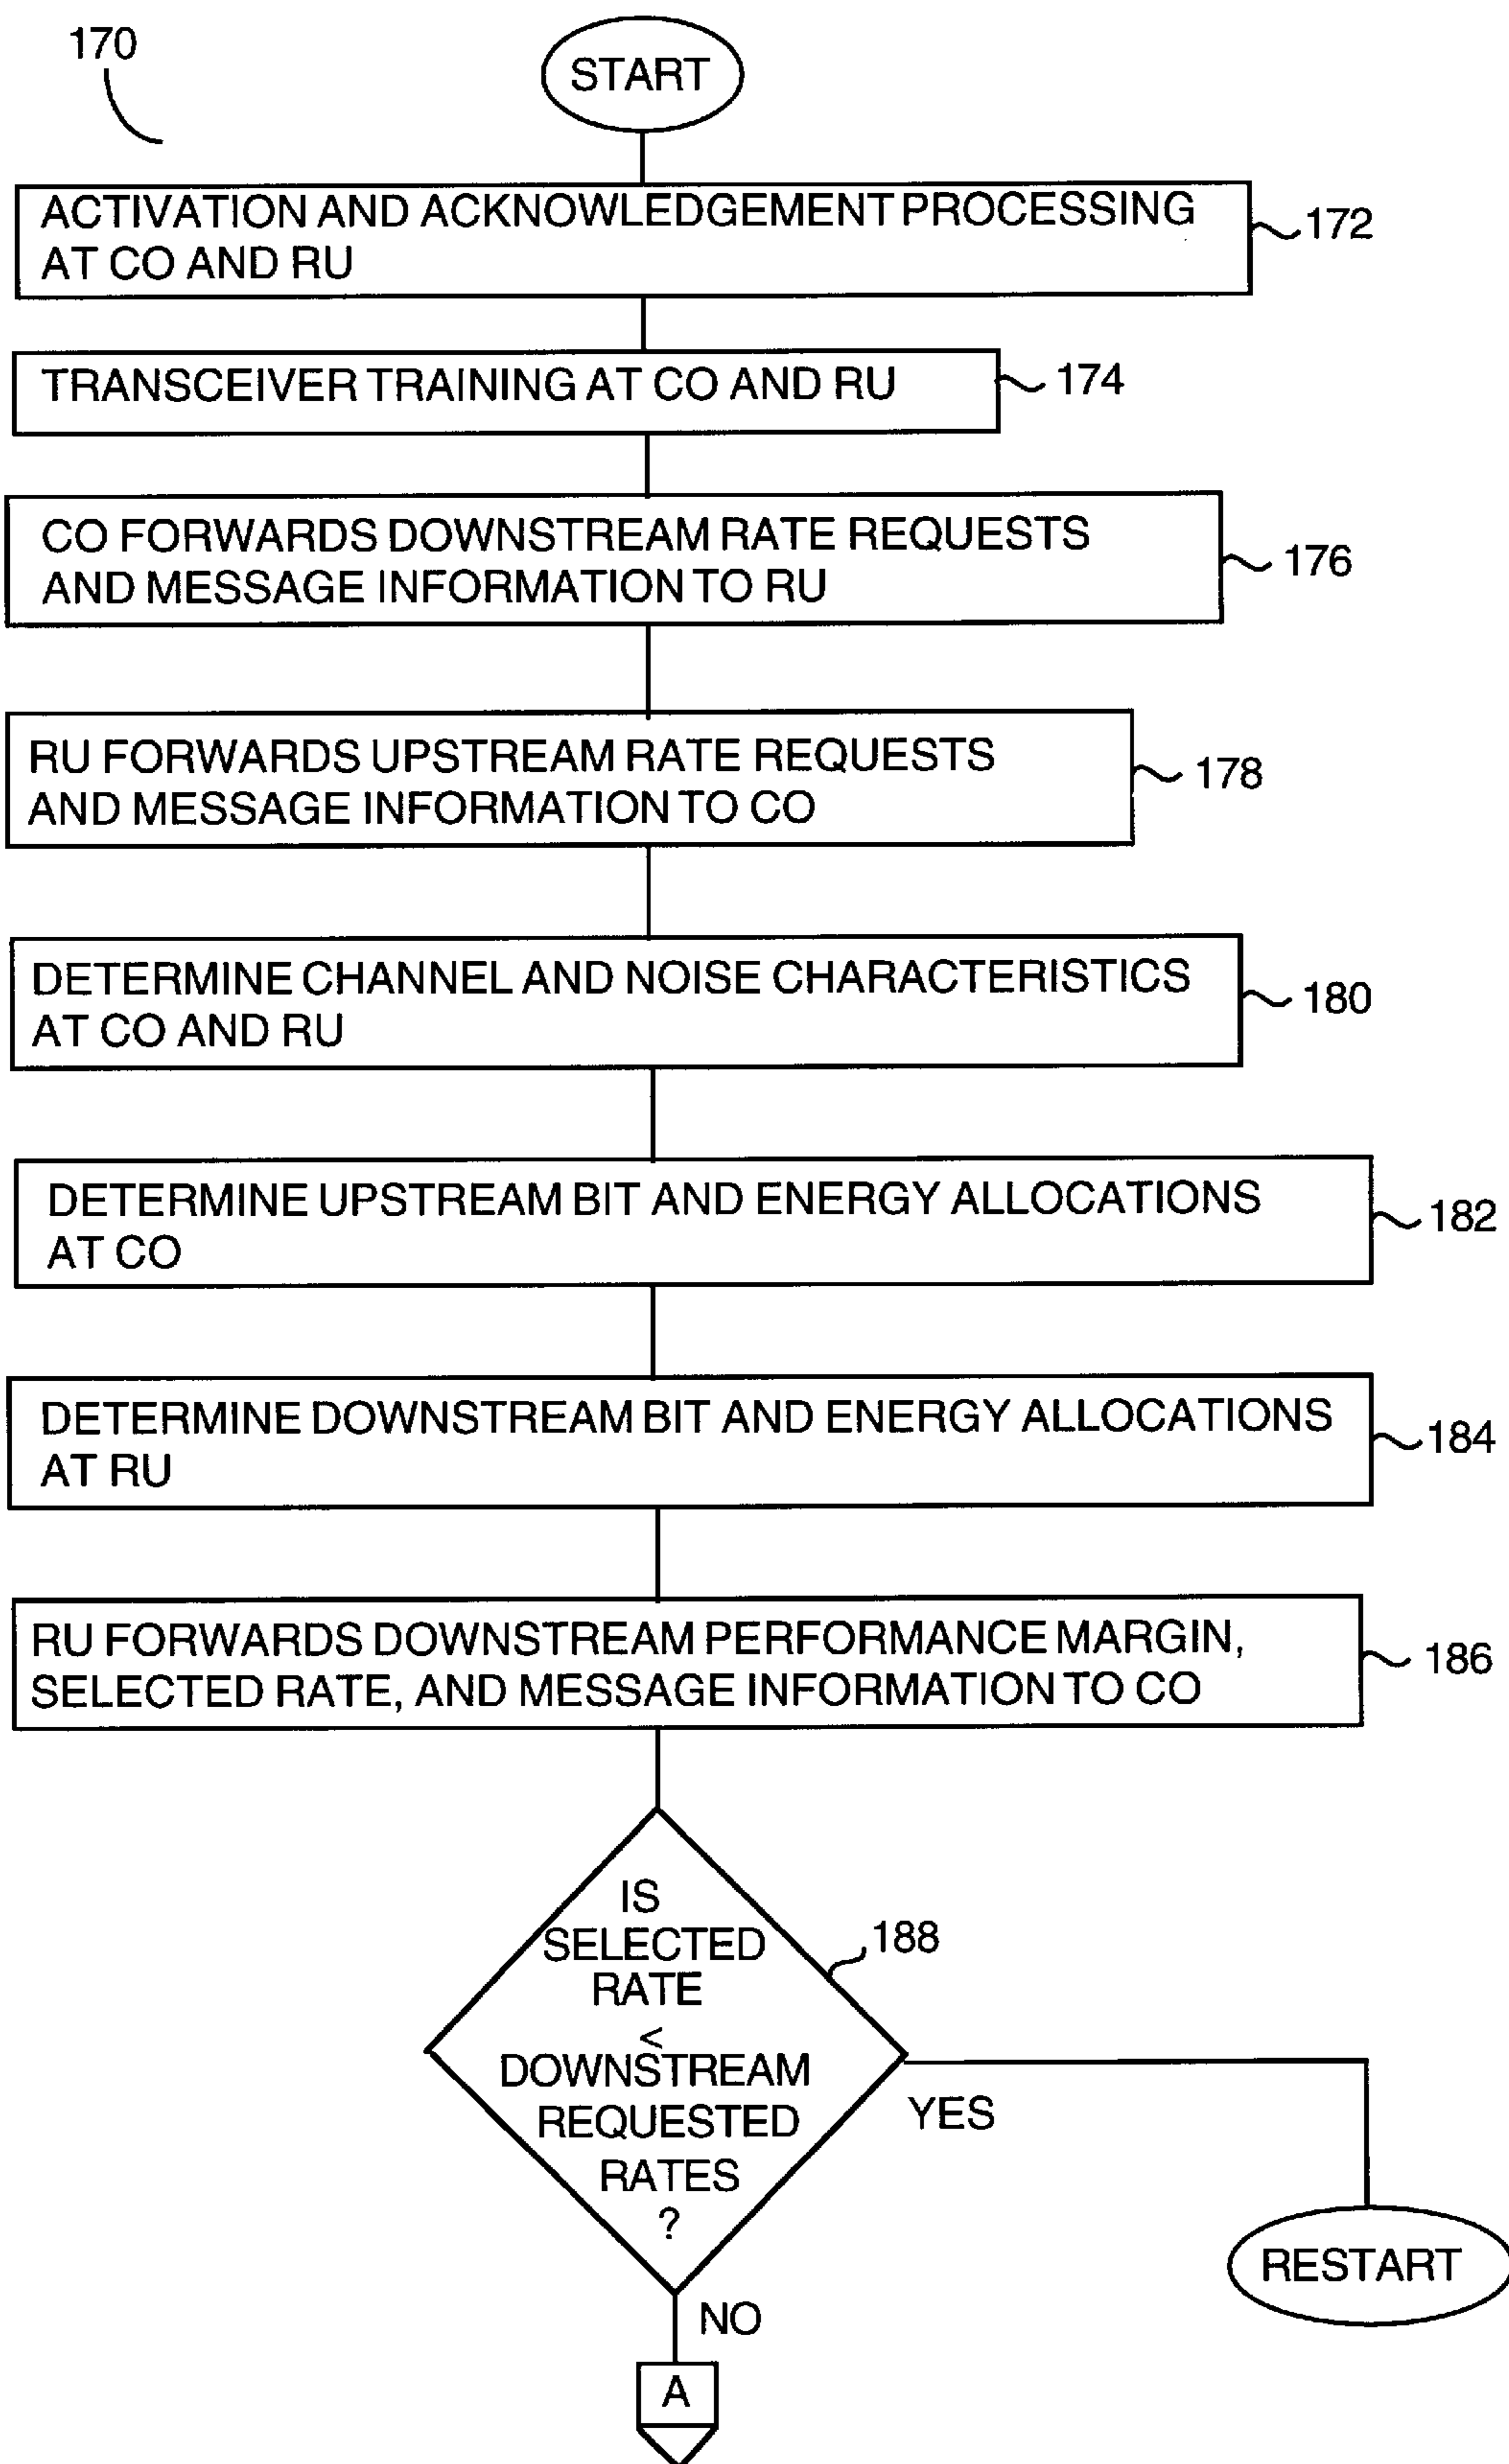 170
START
ACTIVATION AND ACKNOWLEDGEMENT PROCESSING
AT CO AND RU
172
TRANSCEIVER TRAINING AT CO AND RU
174
CO FORWARDS DOWNSTREAM RATE REQUESTS
AND MESSAGE INFORMATION TO RU
176
RU FORWARDS UPSTREAM RATE REQUESTS
AND MESSAGE INFORMATION TO CO
178
DETERMINE CHANNEL AND NOISE CHARACTERISTICS
AT CO AND RU
180
DETERMINE UPSTREAM BIT AND ENERGY ALLOCATIONS
AT CO
182
DETERMINE DOWNSTREAM BIT AND ENERGY ALLOCATIONS
AT RU
184
RU FORWARDS DOWNSTREAM PERFORMANCE MARGIN,
SELECTED RATE, AND MESSAGE INFORMATION TO CO
186
IS
SELECTED
RATE
<
DOWNSTREAM
REQUESTED
RATES
?
188
YES
RESTART
NO
A